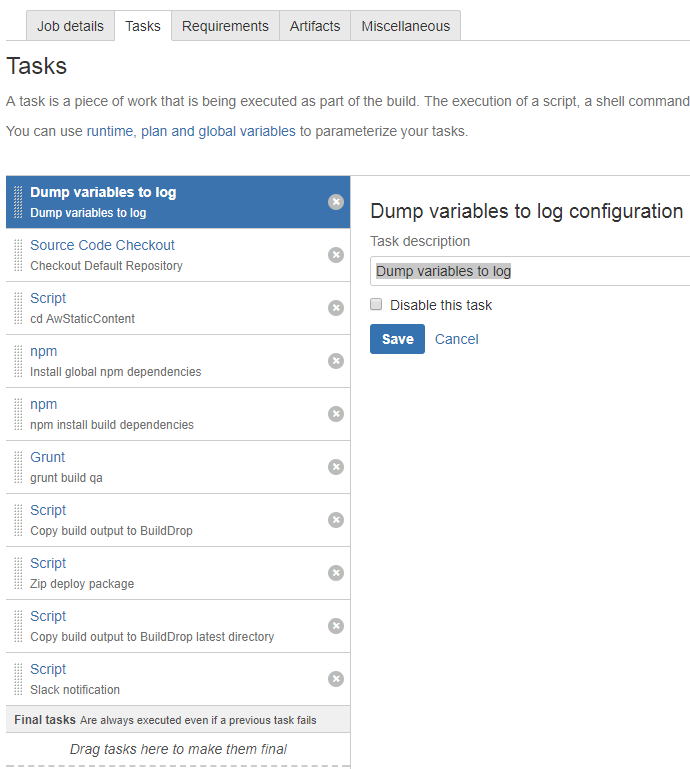 Job details Tasks Requirements Artifacts Miscellaneous
Tasks
A task is a piece of work that is being executed as part of the build. The execution of a script, a shell command
You can use runtime, plan and global variables to parameterize your tasks.
Dump variables to log
Dump variables to log
Source Code Checkout
Checkout Default Repository
Script
cd AwStaticContent
npm
Install global npm dependencies
npm
npm install build dependencies
Grunt
grunt build qa
Script
Copy build output to BuildDrop
Script
Zip deploy package
Script
Copy build output to BuildDrop latest directory
Script
Slack notification
Final tasks Are always executed even if a previous task fails
Drag tasks here to make them final
Dump variables to log configuration
Task description
Dump variables to log
Disable this task
Save Cancel